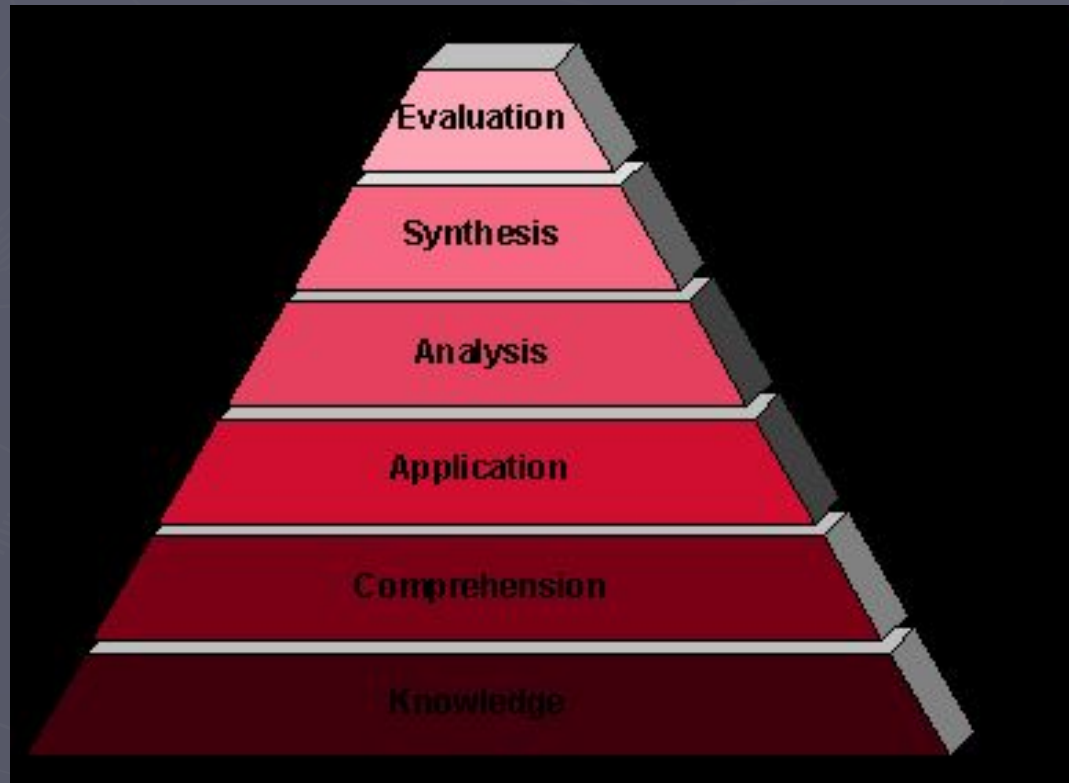 Evaluation
Synthesis
Analysis
Application
Comprehension
Knowledge